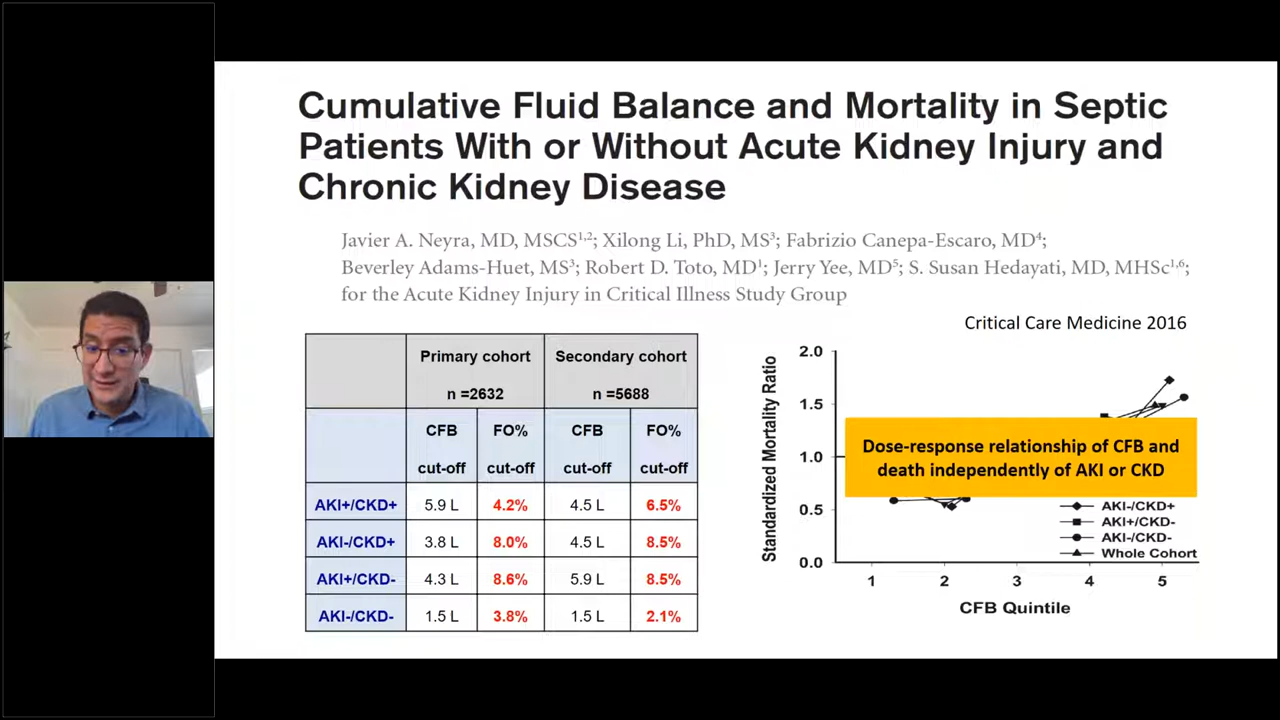 Cumulative Fluid Balance and Mortality in Septic
Patients With or Without Acute Kidney Injury and
Chronic Kidney Disease
Javier A. Neyra, MD, MSCS1,2; Xilong Li, PhD, MS3; Fabrizio Canepa-Escaro, MD4;
Beverley Adams-Huet, MS3; Robert D. Toto, MD1; Jerry Yee, MD5; S. Susan Hedayati, MD, MHSc1,6;
for the Acute Kidney Injury in Critical Illness Study Group
Critical Care Medicine 2016
Primary cohort Secondary cohort
n =2632 n =5688
CFB FO% CFB FO%
cut-off cut-off cut-off cut-off
AKI+/CKD+ 5.9 L 4.2% 4.5 L 6.5%
AKI-/CKD+ 3.8 L 8.0% 4.5 L 8.5%
AKI+/CKD- 4.3 L 8.6% 5.9 L 8.5%
AKI-/CKD- 1.5 L 3.8% 1.5 L 2.1%
Standardized Mortality Ratio
2.0
1.5
1.0
0.5
0.0
Dose-response relationship of CFB and
death independently of AKI or CKD
AKI-/CKD+
AKI+/CKD-
AKI-/CKD-
Whole Cohort
1 2 3 4 5
CFB Quintile